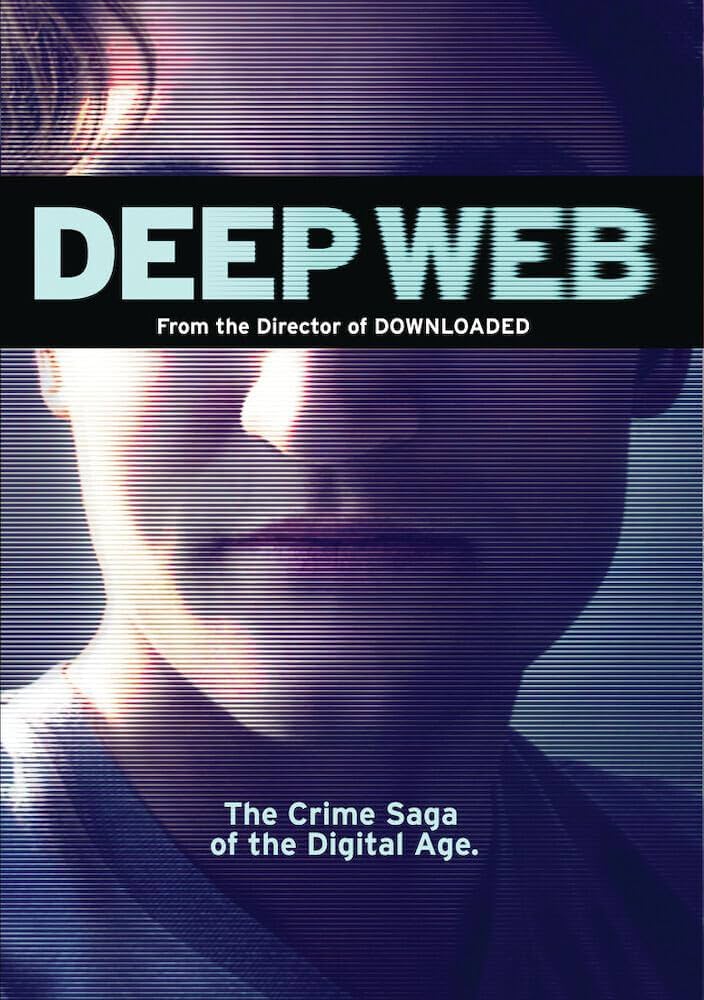 DEEP WEB
From the Director of DOWNLOADED
The Crime Saga
of the Digital Age.